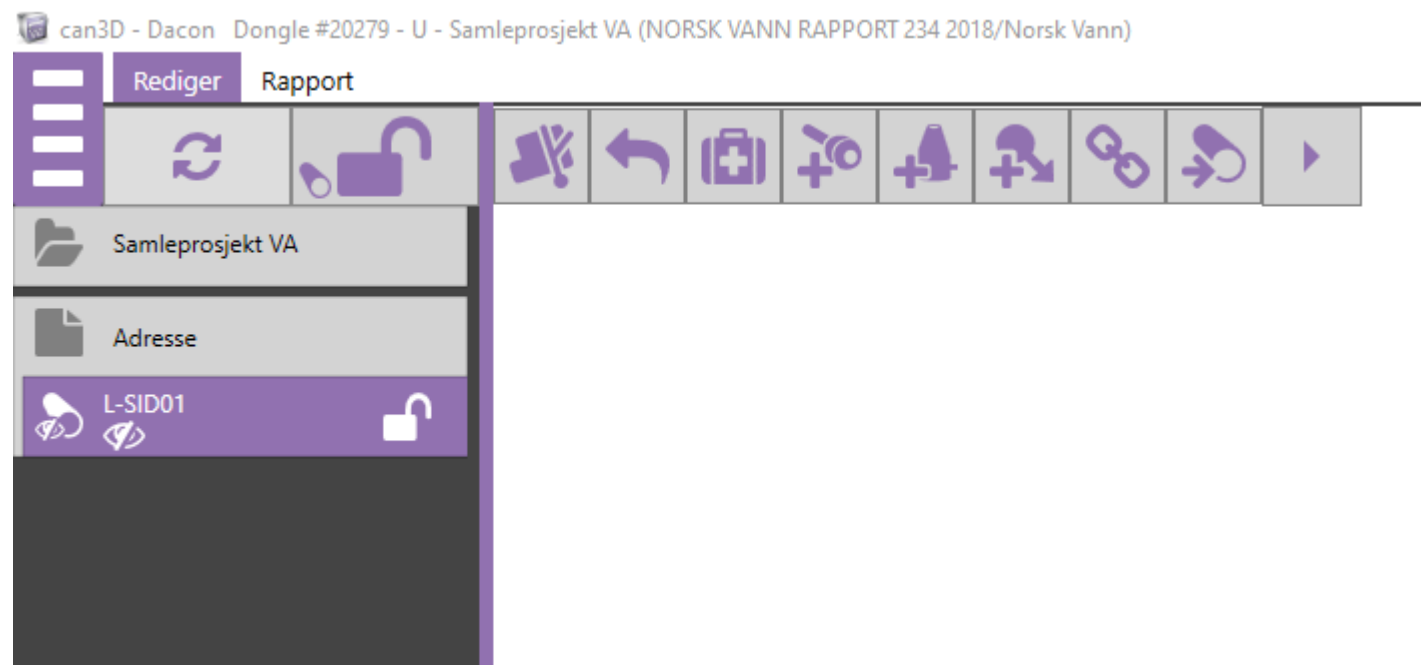 can3D - Dacon Dongle #20279 - U - Samleprosjekt VA (NORSK VANN RAPPORT 234 2018/Norsk Vann)
Rediger Rapport
Samleprosjekt VA
Adresse
L-SID01